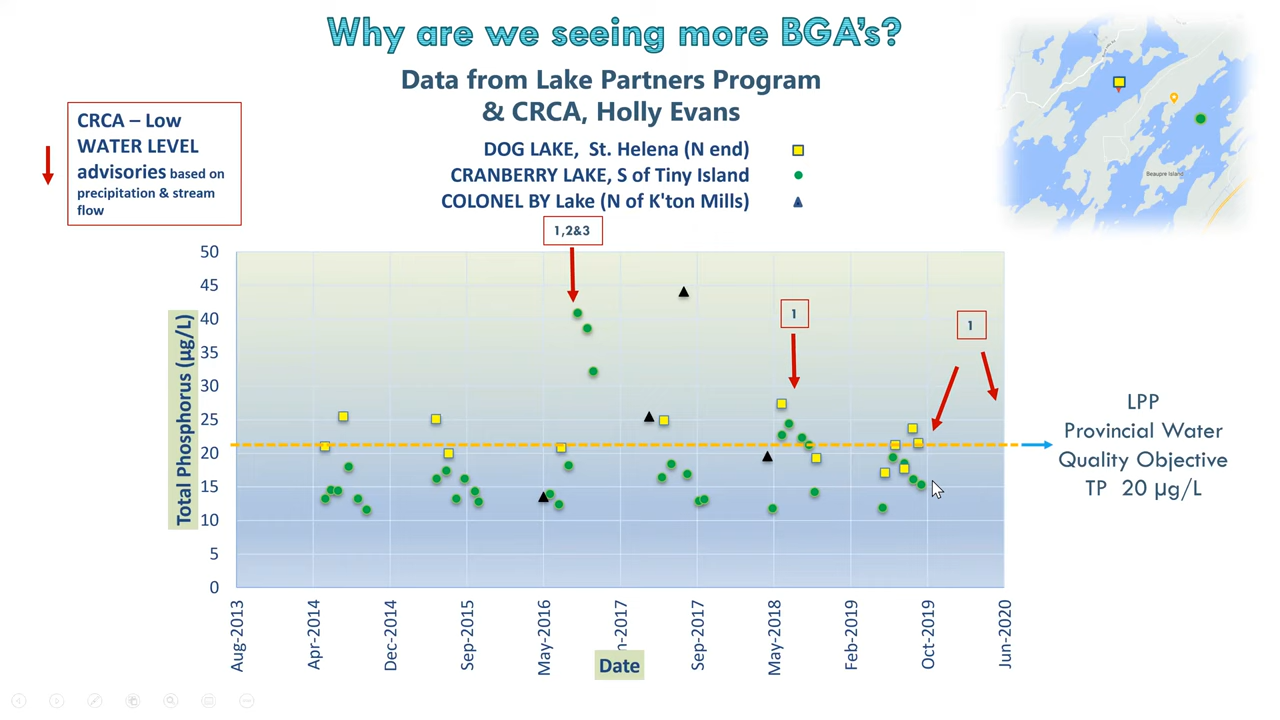 Why are we seeing more BGA's?
Data from Lake Partners Program
& CRCA, Holly Evans
CRCA – Low
WATER LEVEL
advisories based on
precipitation & stream
flow
DOG LAKE, St. Helena (N end)
CRANBERRY LAKE, S of Tiny Island
COLONEL BY Lake (N of K'ton Mills)
Beaupre Island
1,2&3
1
1
Total Phosphorus (µg/L)
50
45
40
35
30
25
20
15
10
5
0
LPP
Provincial Water
Quality Objective
TP 20 µg/L
Aug-2013
Apr-2014
Dec-2014
Sep-2015
May-2016
n-2017
Sep-2017
May-2018
Feb-2019
Oct-2019
Jun-2020
Date